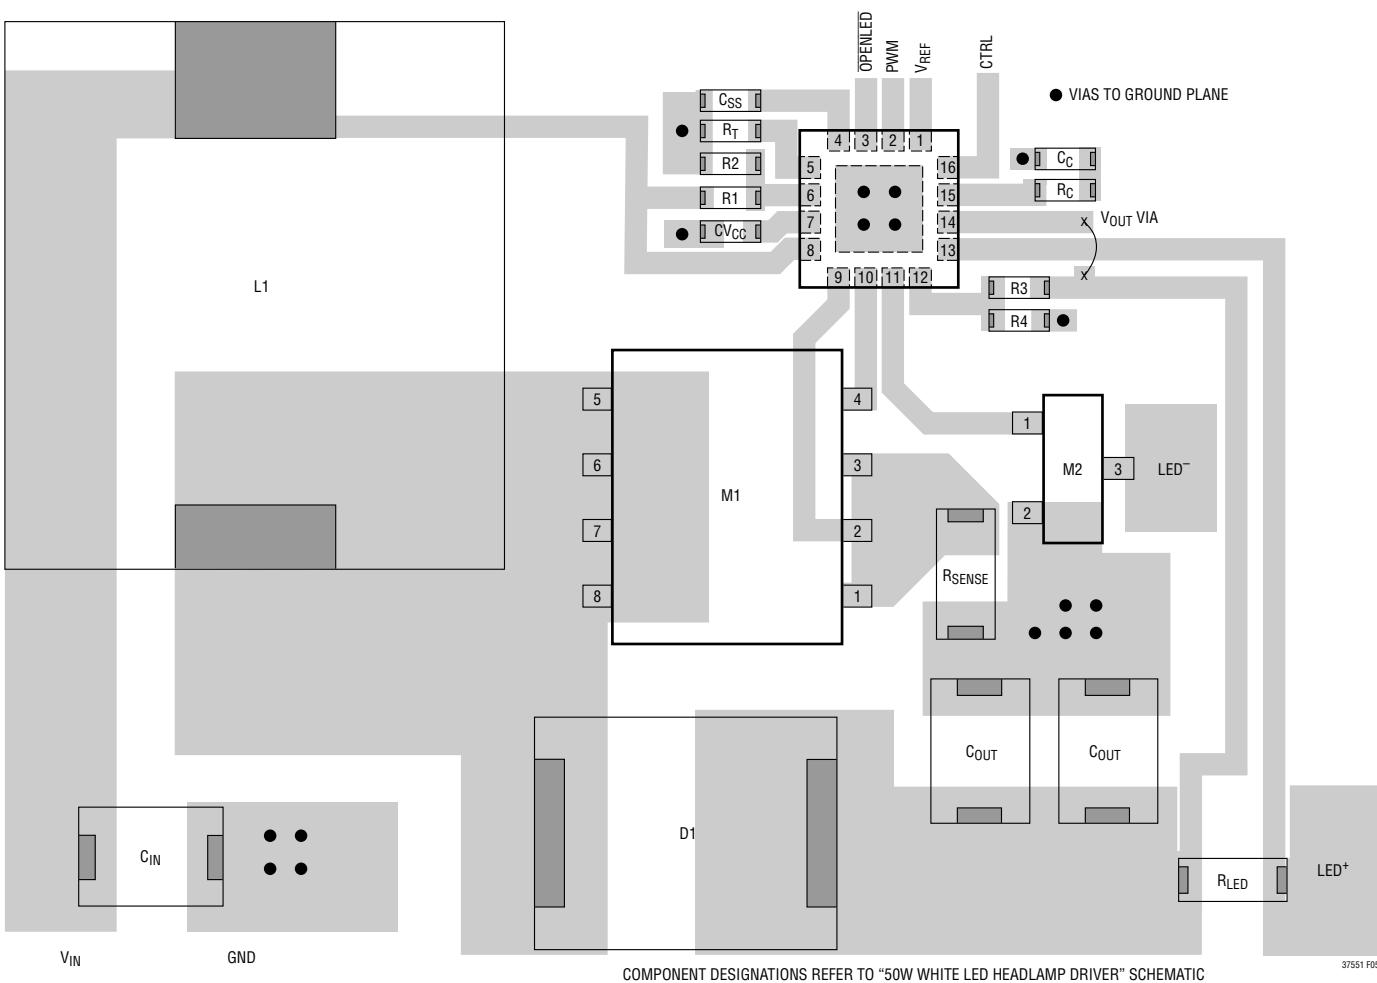 OPENLED
PWM
VREF
CTRL
VIAS TO GROUND PLANE
CSS
RT
R2
R1
CVCC
4 3 2 1
5
6
7
8
16
15
14
13
9 10 11 12
CC
RC
VOUT VIA
x
x
R3
R4
L1
5
6
7
8
M1
4
3
2
1
1
2
M2
3
LED–
RSENSE
COUT
COUT
D1
CIN
RLED
LED+
VIN
GND
COMPONENT DESIGNATIONS REFER TO “50W WHITE LED HEADLAMP DRIVER” SCHEMATIC
37551 F05